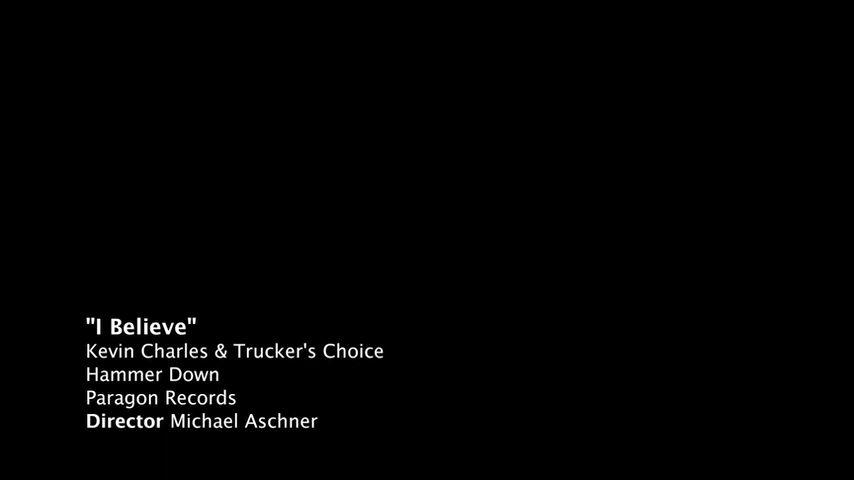 "I Believe"
Kevin Charles & Trucker's Choice
Hammer Down
Paragon Records
Director Michael Aschner